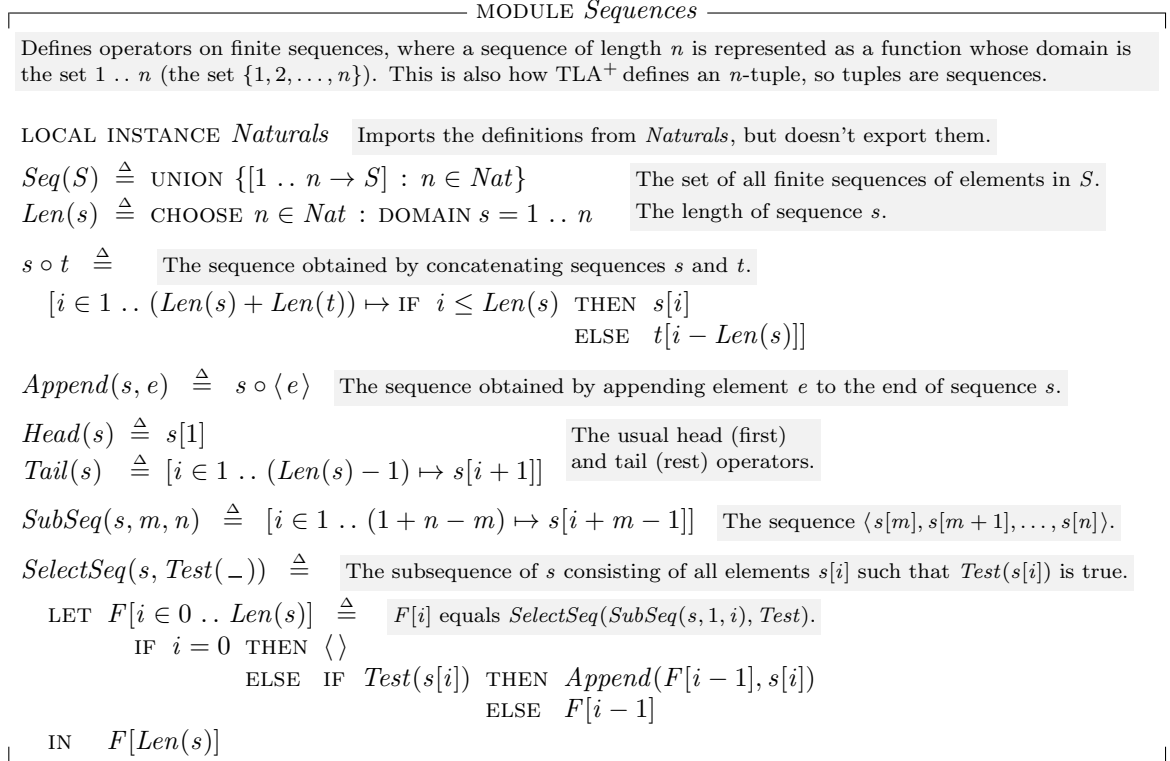 MODULE Sequences
Defines operators on finite sequences, where a sequence of length n is represented as a function whose domain is
the set 1 .. n (the set {1, 2, . . . , n}). This is also how TLA⁺ defines an n-tuple, so tuples are sequences.
LOCAL INSTANCE Naturals Imports the definitions from Naturals, but doesn't export them.
Seq(S) ≜ UNION {[1 .. n → S] : n ∈ Nat} The set of all finite sequences of elements in S.
Len(s) ≜ CHOOSE n ∈ Nat : DOMAIN s = 1 .. n The length of sequence s.
s ∘ t ≜ The sequence obtained by concatenating sequences s and t.
[i ∈ 1 .. (Len(s) + Len(t)) ↦ IF i ≤ Len(s) THEN s[i]
ELSE t[i − Len(s)]]
Append(s, e) ≜ s ∘ ⟨e⟩ The sequence obtained by appending element e to the end of sequence s.
Head(s) ≜ s[1] The usual head (first)
Tail(s) ≜ [i ∈ 1 .. (Len(s) − 1) ↦ s[i + 1]] and tail (rest) operators.
SubSeq(s, m, n) ≜ [i ∈ 1 .. (1 + n − m) ↦ s[i + m − 1]] The sequence ⟨s[m], s[m + 1], . . . , s[n]⟩.
SelectSeq(s, Test(_)) ≜ The subsequence of s consisting of all elements s[i] such that Test(s[i]) is true.
LET F[i ∈ 0 .. Len(s)] ≜ F[i] equals SelectSeq(SubSeq(s, 1, i), Test).
IF i = 0 THEN ⟨ ⟩
ELSE IF Test(s[i]) THEN Append(F[i − 1], s[i])
ELSE F[i − 1]
IN F[Len(s)]